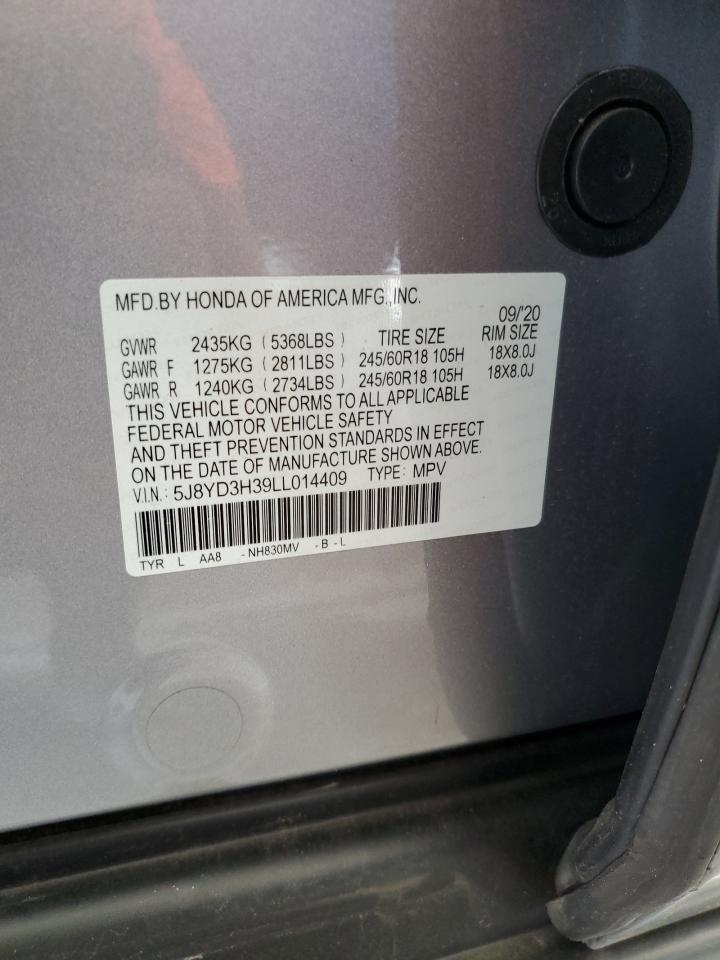 MFD.BY HONDA OF AMERICA MFG.,INC.
09/'20
GVWR 2435KG (5368LBS) TIRE SIZE RIM SIZE
GAWR F 1275KG (2811LBS) 245/60R18 105H 18X8.0J
GAWR R 1240KG (2734LBS) 245/60R18 105H 18X8.0J
THIS VEHICLE CONFORMS TO ALL APPLICABLE
FEDERAL MOTOR VEHICLE SAFETY
AND THEFT PREVENTION STANDARDS IN EFFECT
ON THE DATE OF MANUFACTURE SHOWN ABOVE.
V.I.N.: 5J8YD3H39LL014409 TYPE: MPV
TYR L AA8 -NH830MV -B-L